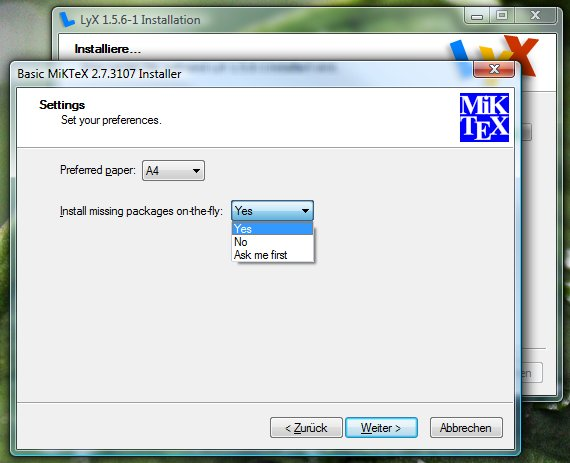 LyX 1.5.6-1 Installation
Installiere...
LyX
Basic MiKTeX 2.7.3107 Installer
Settings
Set your preferences.
MiK
TEX
Preferred paper: A4
Install missing packages on-the-fly: Yes
Yes
No
Ask me first
< Zurück
Weiter >
Abbrechen